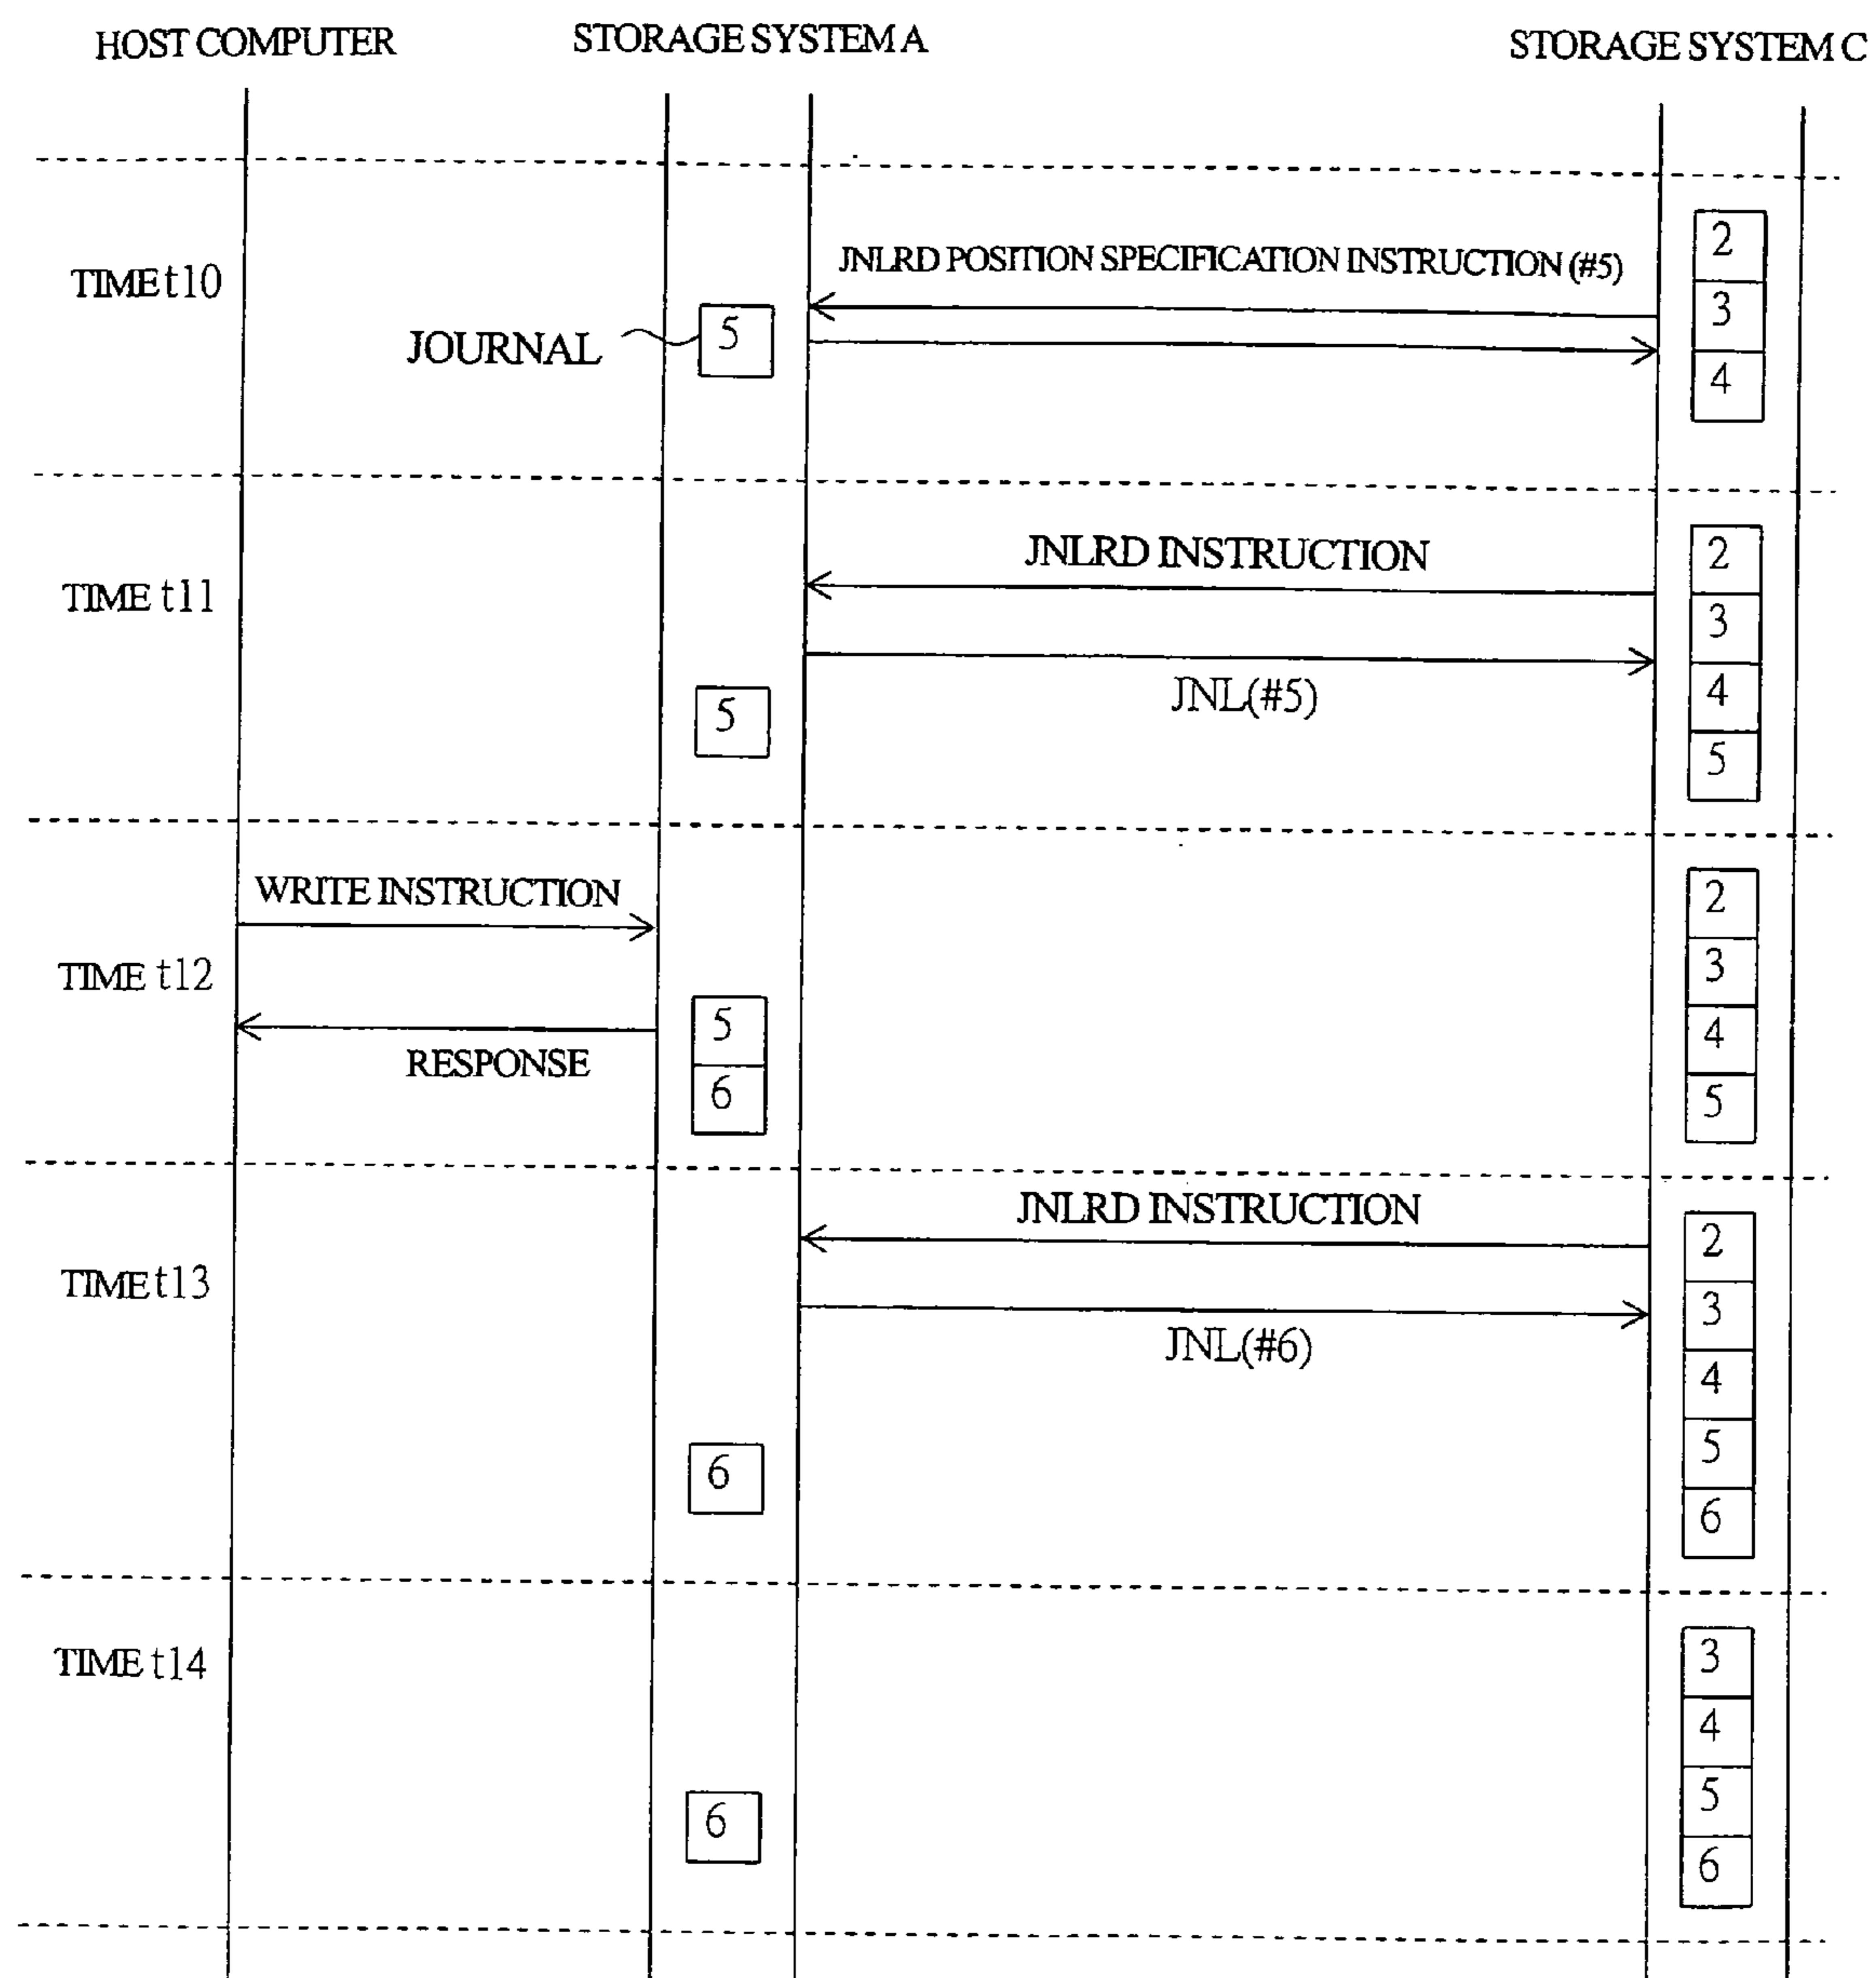 HOST COMPUTER
STORAGE SYSTEM A
STORAGE SYSTEM C
TIME t10
JOURNAL
5
JNLRD POSITION SPECIFICATION INSTRUCTION (#5)
2
3
4
TIME t11
5
JNLRD INSTRUCTION
JNL(#5)
2
3
4
5
WRITE INSTRUCTION
TIME t12
RESPONSE
5
6
2
3
4
5
TIME t13
JNLRD INSTRUCTION
JNL(#6)
6
2
3
4
5
6
TIME t14
6
3
4
5
6